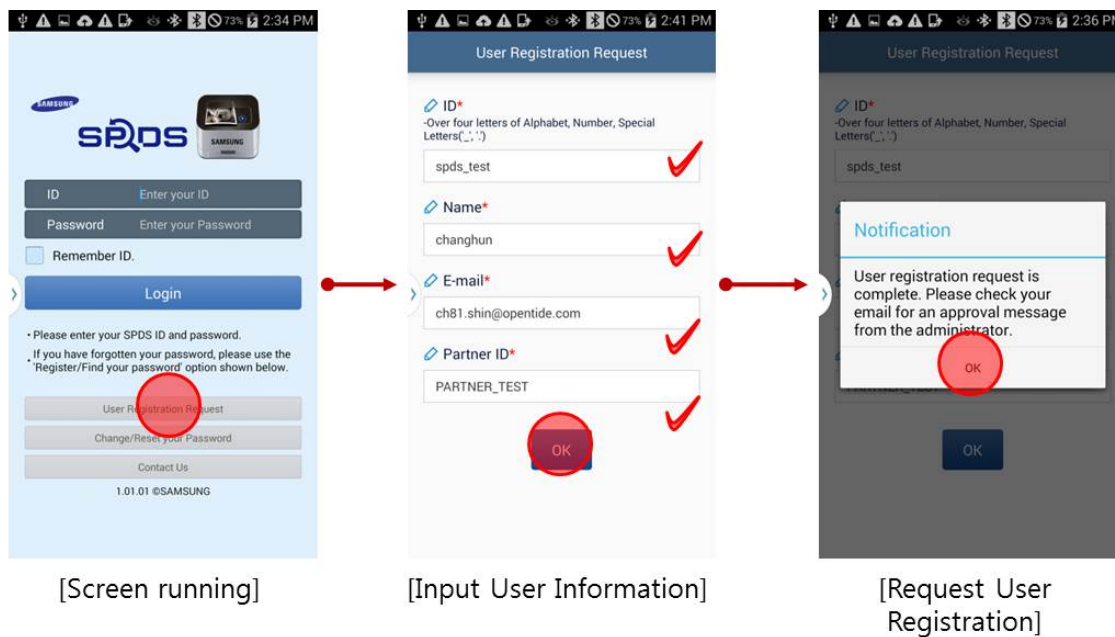 73% 2:34 PM
SAMSUNG
SPDS
SAMSUNG
ID Enter your ID
Password Enter your Password
Remember ID.
Login
• Please enter your SPDS ID and password.
• If you have forgotten your password, please use the
'Register/Find your password' option shown below.
User Registration Request
Change/Reset your Password
Contact Us
1.01.01 ©SAMSUNG
[Screen running]
73% 2:41 PM
User Registration Request
ID*
-Over four letters of Alphabet, Number, Special
Letters('_', '.')
spds_test
Name*
changhun
E-mail*
ch81.shin@opentide.com
Partner ID*
PARTNER_TEST
OK
[Input User Information]
73% 2:36 PM
User Registration Request
ID*
-Over four letters of Alphabet, Number, Special
Letters('_', '.')
spds_test
Notification
User registration request is
complete. Please check your
email for an approval message
from the administrator.
OK
PARTNER_TEST
OK
[Request User
Registration]